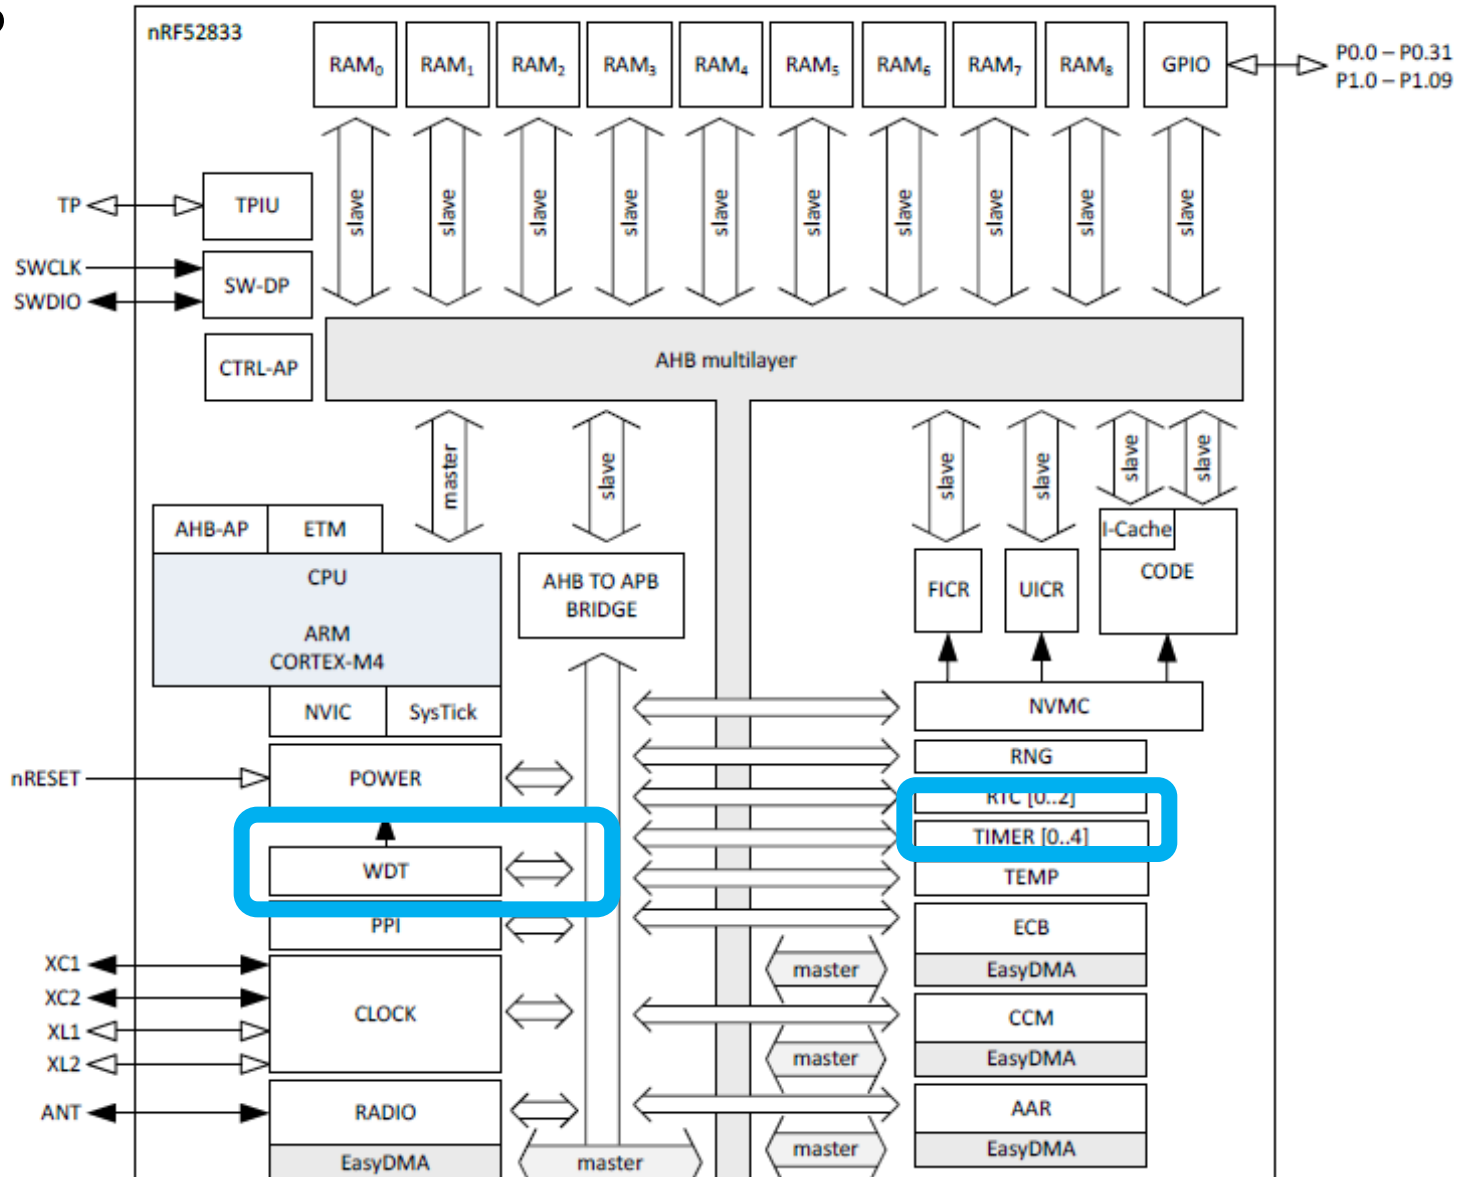 nRF52833
RAM0 RAM1 RAM2 RAM3 RAM4 RAM5 RAM6 RAM7 RAM8 GPIO
P0.0 – P0.31
P1.0 – P1.09
slave slave slave slave slave slave slave slave slave slave
TP TPIU
SWCLK
SW-DP
SWDIO
CTRL-AP
AHB multilayer
master slave slave slave slave slave
AHB-AP ETM
I-Cache
CODE
CPU
ARM
CORTEX-M4
AHB TO APB
BRIDGE
FICR UICR
NVIC SysTick
NVMC
nRESET POWER
RNG
RTC [0..2]
TIMER [0..4]
WDT
TEMP
PPI
ECB
master EasyDMA
XC1
XC2
XL1
XL2
CLOCK
CCM
master EasyDMA
ANT RADIO
AAR
EasyDMA master
master EasyDMA